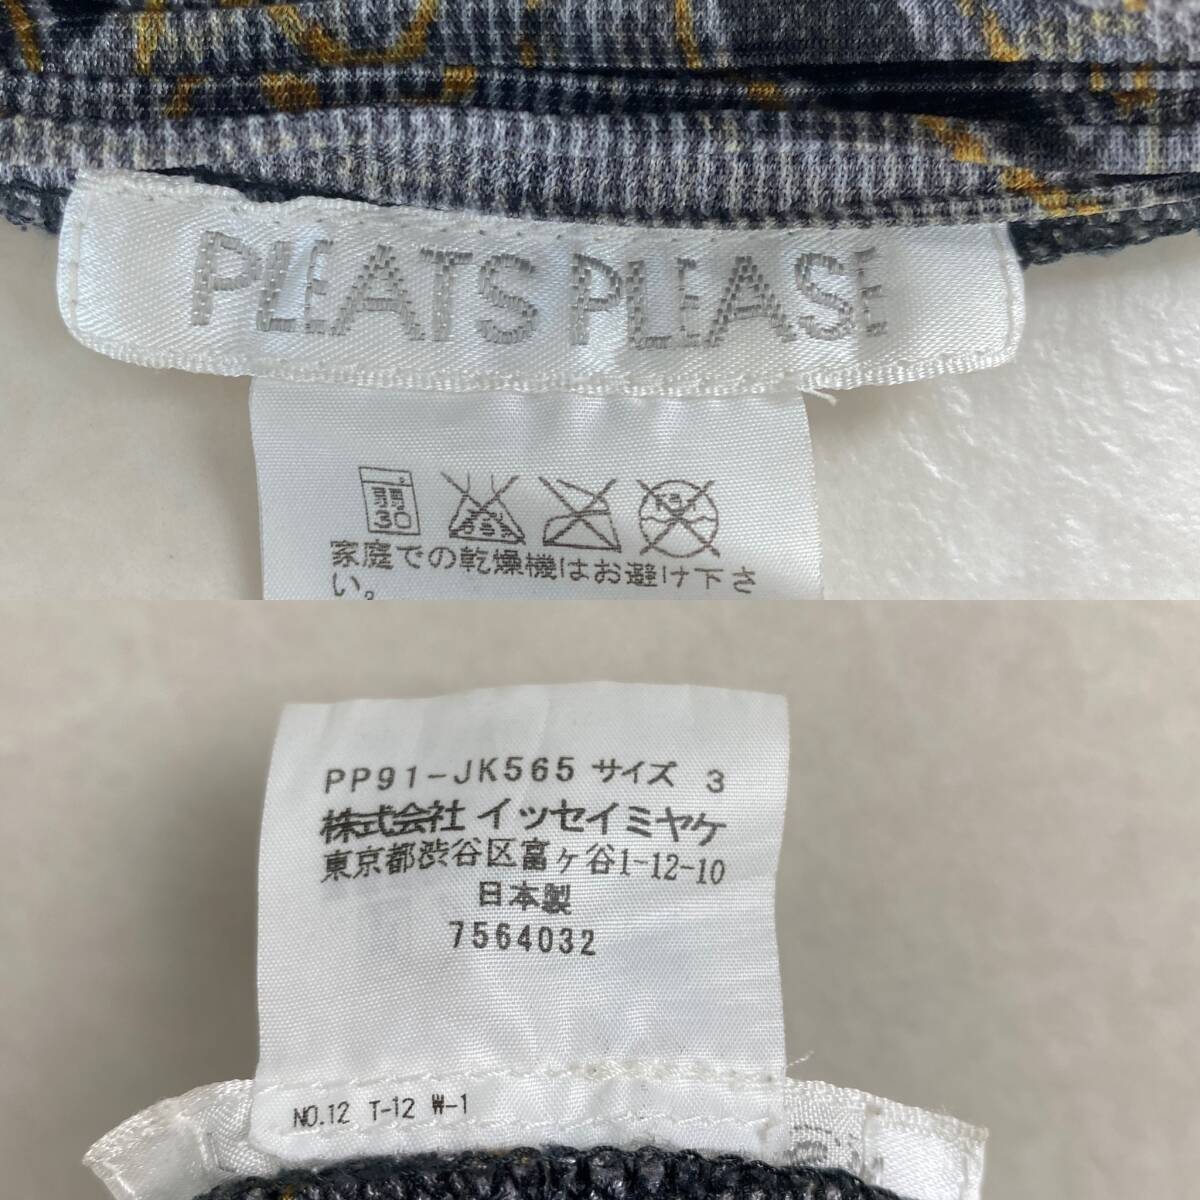 PLEATS PLEASE
30
家庭での乾燥機はお避け下さ
い。
PP91-JK565 サイズ 3
株式会社 イッセイミヤケ
東京都渋谷区富ヶ谷1-12-10
日本製
7564032
NO.12 T-12 W-1